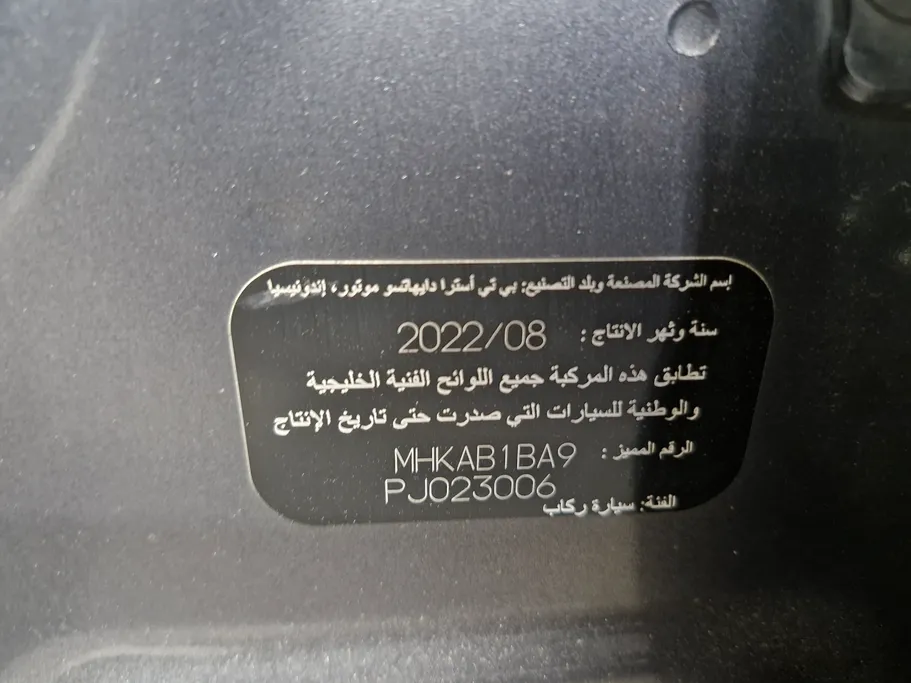 إسم الشركة المصنعة وبلد التصنيع: بي تي أسترا دايهاتسو موتور، إندونيسيا
سنة وشهر الانتاج : 2022/08
تطابق هذه المركبة جميع اللوائح الفنية الخليجية
والوطنية للسيارات التي صدرت حتى تاريخ الإنتاج
الرقم المميز : MHKAB1BA9
PJ023006
الفئة: سيارة ركاب